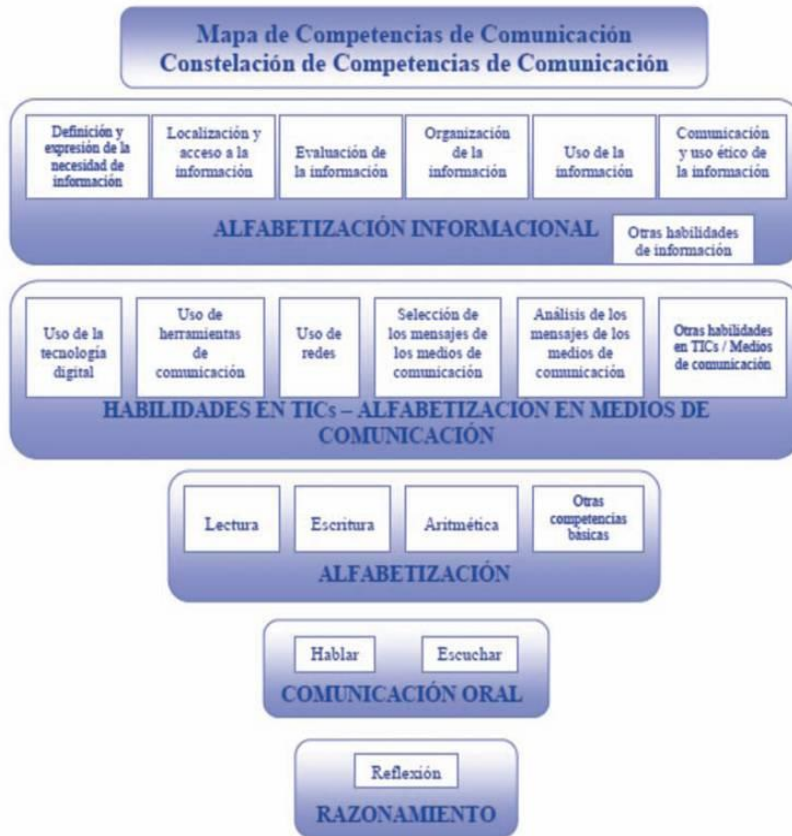 Mapa de Competencias de Comunicación
Constelación de Competencias de Comunicación
Definición y
expresión de la
necesidad de
información
Localización y
acceso a la
información
Evaluación de
la información
Organización
de la
información
Uso de la
información
Comunicación
y uso ético de
la información
ALFABETIZACIÓN INFORMACIONAL
Otras habilidades
de información
Uso de la
tecnología
digital
Uso de
herramientas
de
comunicación
Uso de
redes
Selección de
los mensajes de
los medios de
comunicación
Análisis de los
mensajes de los
medios de
comunicación
Otras habilidades
en TICs / Medios
de comunicación
HABILIDADES EN TICs – ALFABETIZACIÓN EN MEDIOS DE
COMUNICACIÓN
Lectura
Escritura
Aritmética
Otras
competencias
básicas
ALFABETIZACIÓN
Hablar
Escuchar
COMUNICACIÓN ORAL
Reflexión
RAZONAMIENTO